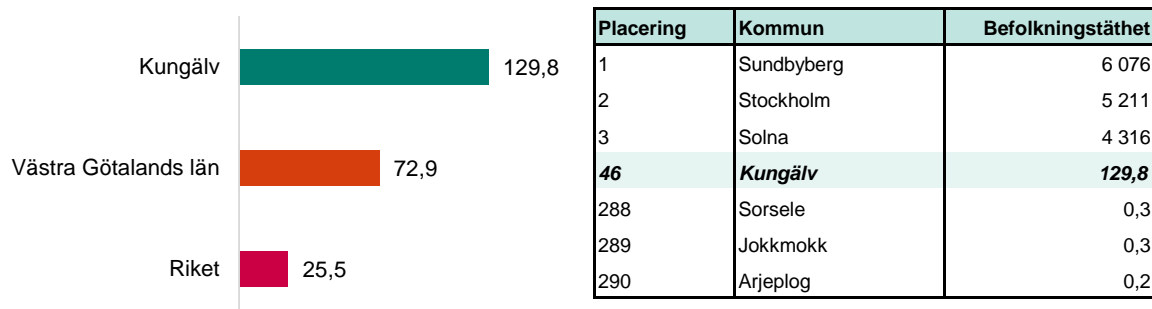 Kungälv 129,8
Västra Götalands län 72,9
Riket 25,5
Placering Kommun Befolkningstäthet
1 Sundbyberg 6 076
2 Stockholm 5 211
3 Solna 4 316
46 Kungälv 129,8
288 Sorsele 0,3
289 Jokkmokk 0,3
290 Arjeplog 0,2